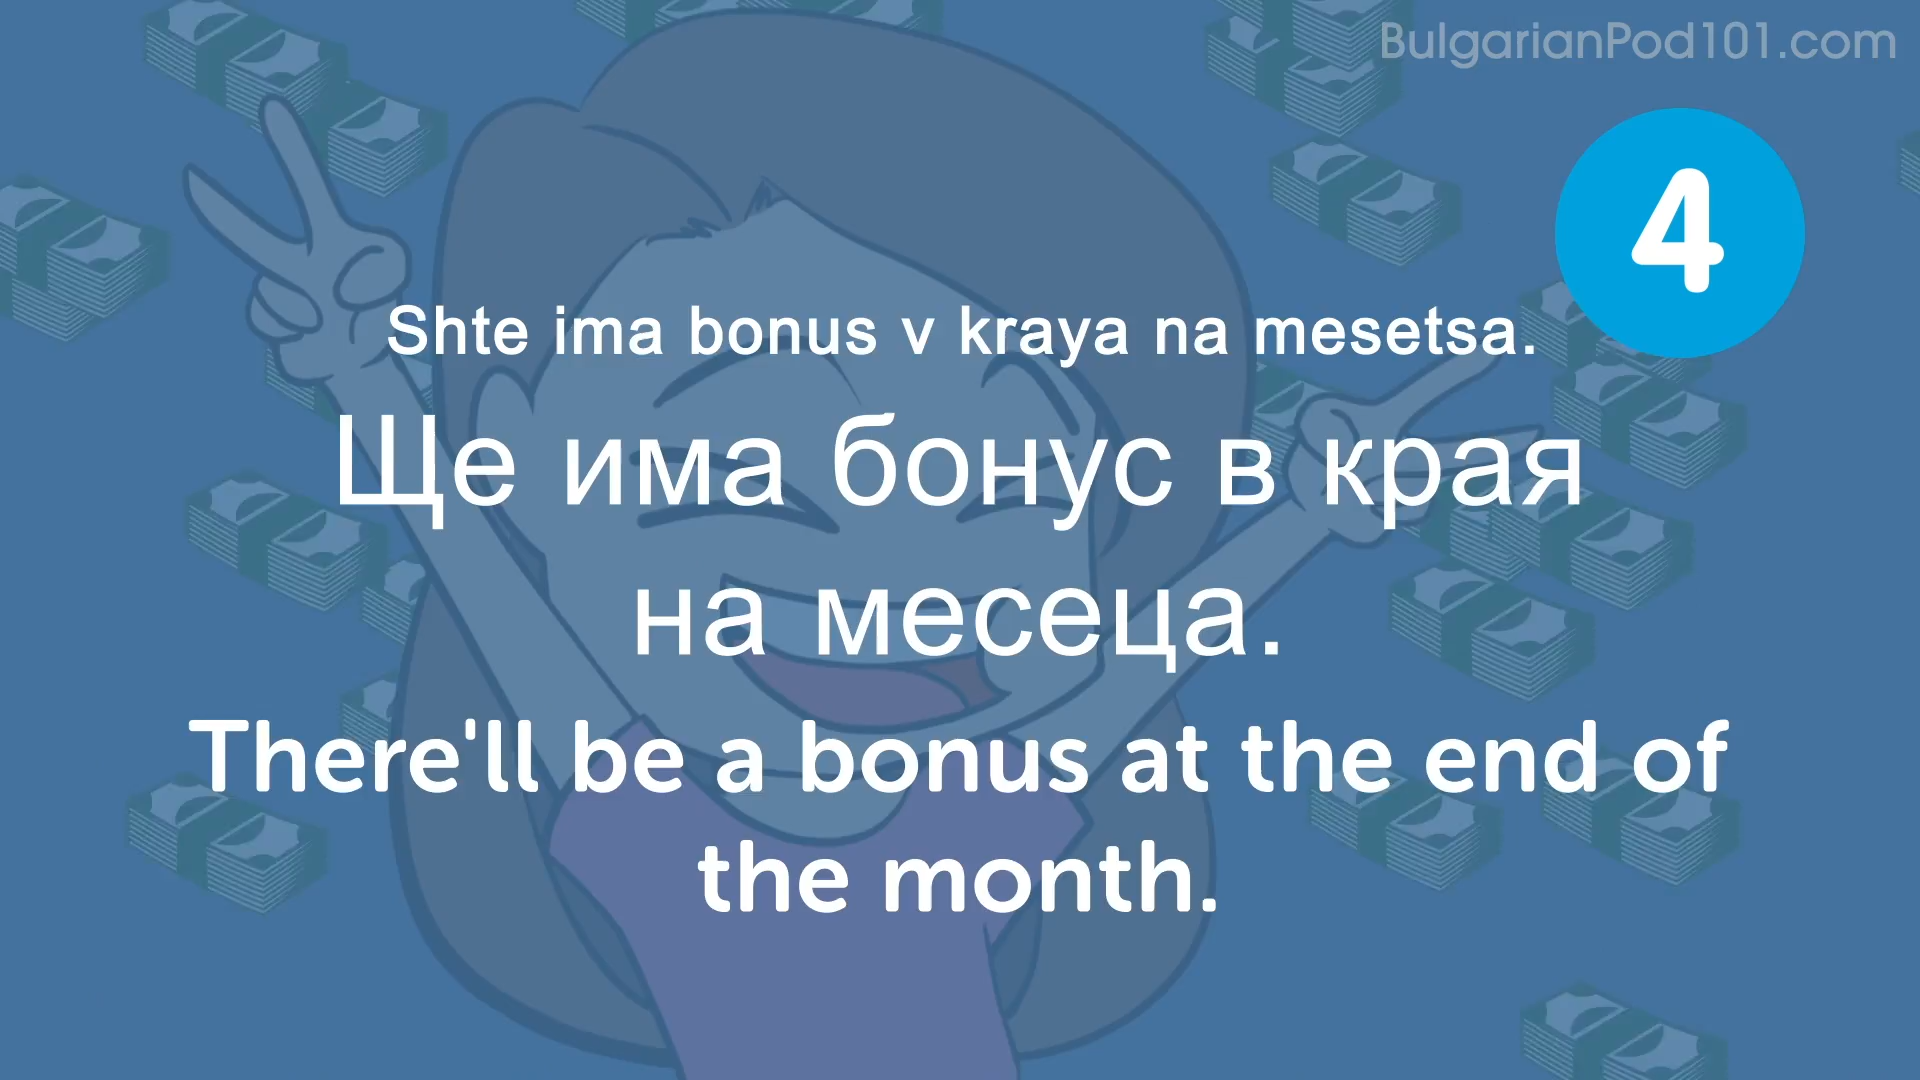 BulgarianPod101.com
4
Shte ima bonus v kraya na mesetsa.
Ще има бонус в края
на месеца.
There'll be a bonus at the end of
the month.